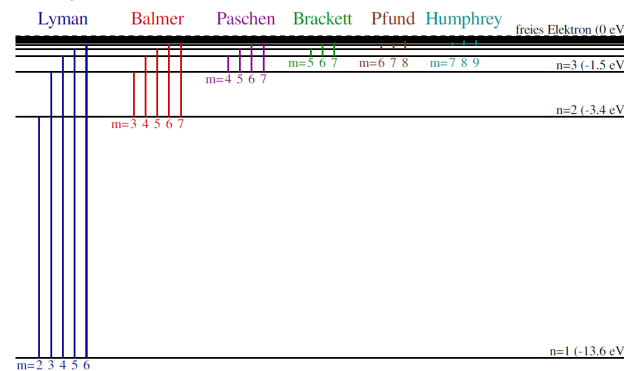 Lyman Balmer Paschen Brackett Pfund Humphrey
freies Elektron (0 eV
m=5 6 7 m=6 7 8 m=7 8 9
n=3 (-1.5 eV
m=4 5 6 7
n=2 (-3.4 eV
m=3 4 5 6 7
n=1 (-13.6 eV
m=2 3 4 5 6